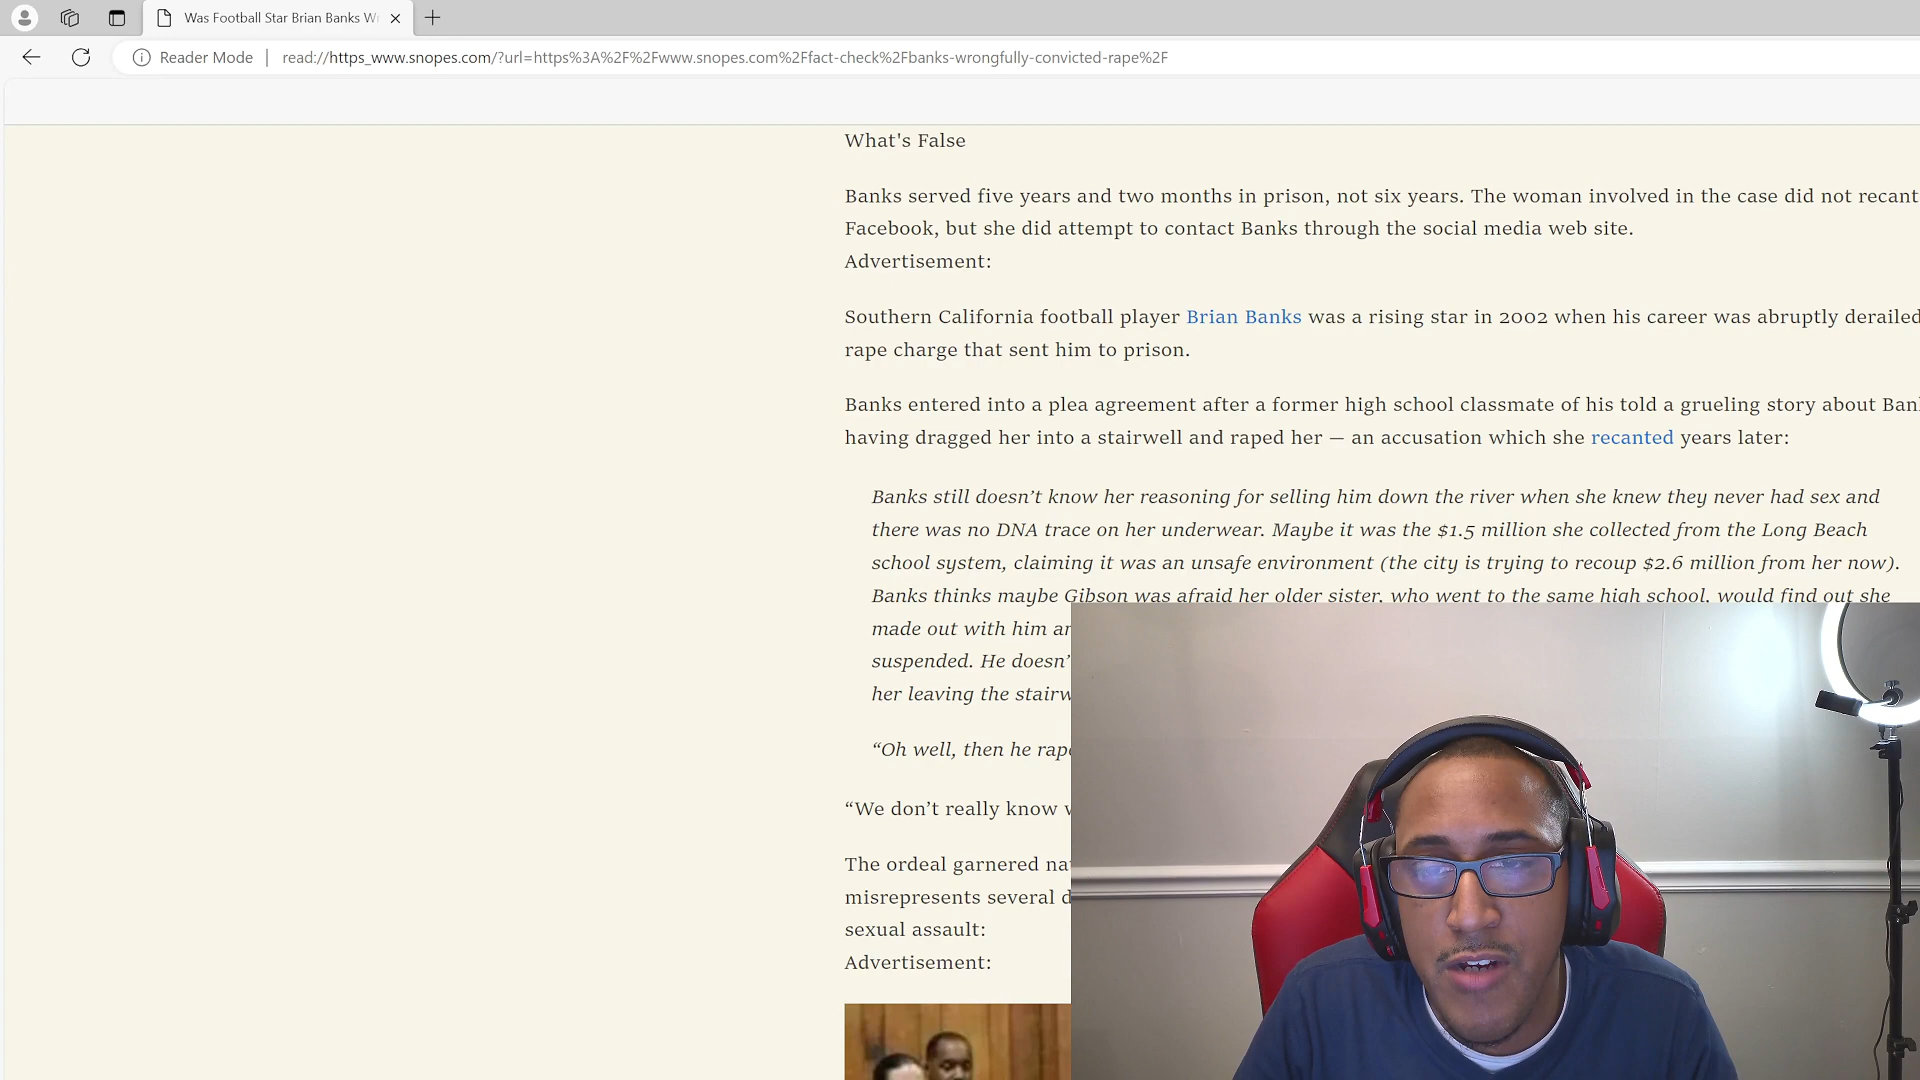 Was Football Star Brian Banks W
Reader Mode | read://https_www.snopes.com/?url=https%3A%2F%2Fwww.snopes.com%2Ffact-check%2Fbanks-wrongfully-convicted-rape%2F
What's False
Banks served five years and two months in prison, not six years. The woman involved in the case did not recant
Facebook, but she did attempt to contact Banks through the social media web site.
Advertisement:
Southern California football player Brian Banks was a rising star in 2002 when his career was abruptly derailed
rape charge that sent him to prison.
Banks entered into a plea agreement after a former high school classmate of his told a grueling story about Ban
having dragged her into a stairwell and raped her — an accusation which she recanted years later:
Banks still doesn’t know her reasoning for selling him down the river when she knew they never had sex and
there was no DNA trace on her underwear. Maybe it was the $1.5 million she collected from the Long Beach
school system, claiming it was an unsafe environment (the city is trying to recoup $2.6 million from her now).
Banks thinks maybe Gibson was afraid her older sister, who went to the same high school, would find out she
made out with him
suspended. He doesn’
her leaving the
“Oh well, then he
“We don’t really know
The ordeal garnered
misrepresents several
sexual assault:
Advertisement: